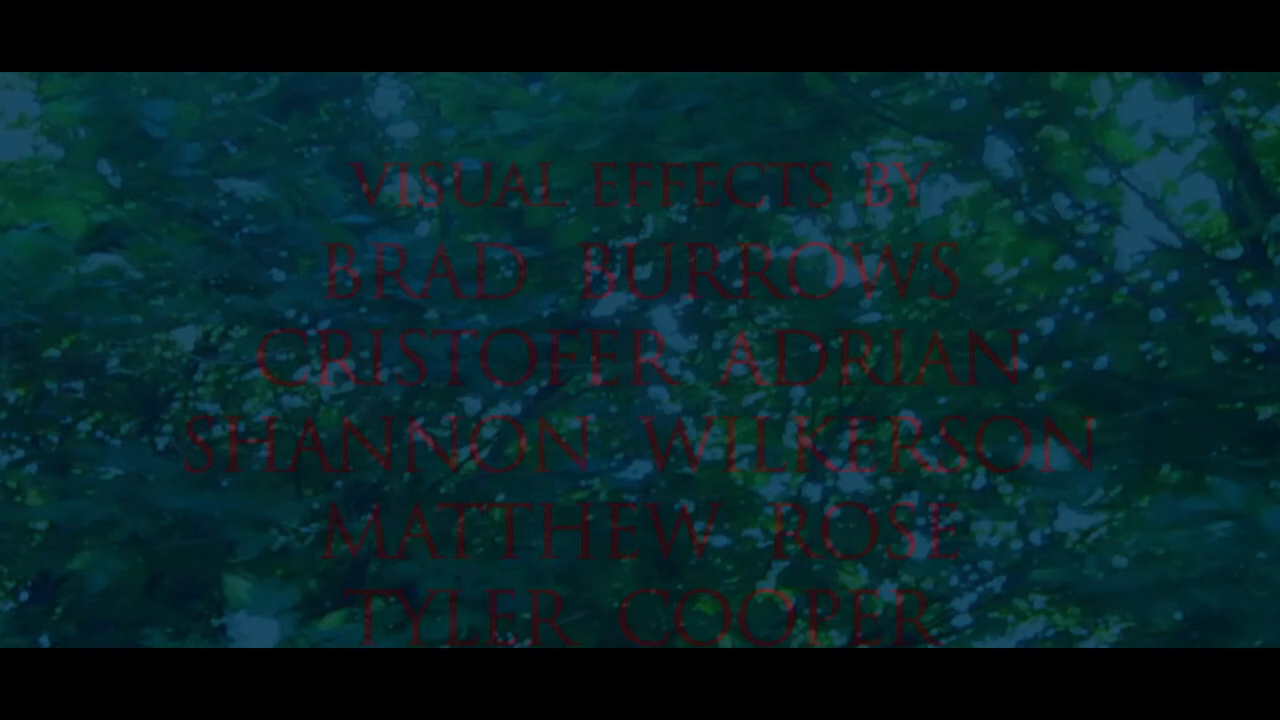 VISUAL EFFECTS BY
BRAD BURROWS
CRISTOFER ADRIAN
SHANNON WILKERSON
MATTHEW ROSE
TYLER COOPER